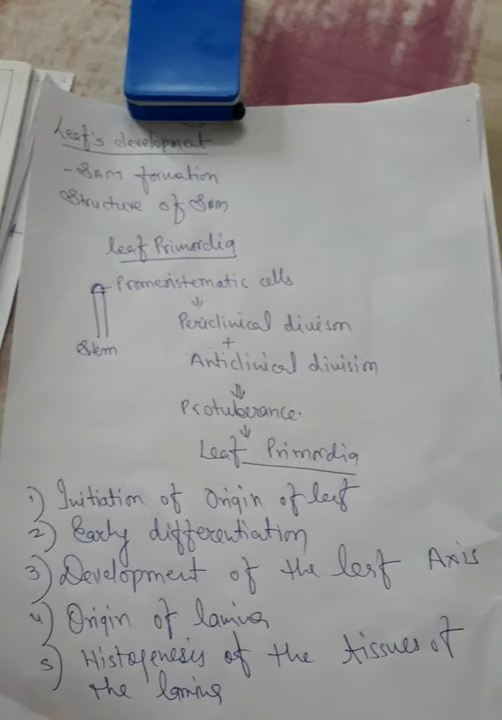 Leaf's development
- SAM formation
Structure of SAM
leaf Primordia
Promeristematic cells
⇓
Stem
Periclinical divison
+
Anticlinical division
⇓
Protuberance.
⇓
Leaf Primordia
1) Initiation of Origin of leaf
2) Early differentiation
3) Development of the leaf Axis
4) Origin of lamina
5) Histogenesis of the tissues of
the lamina